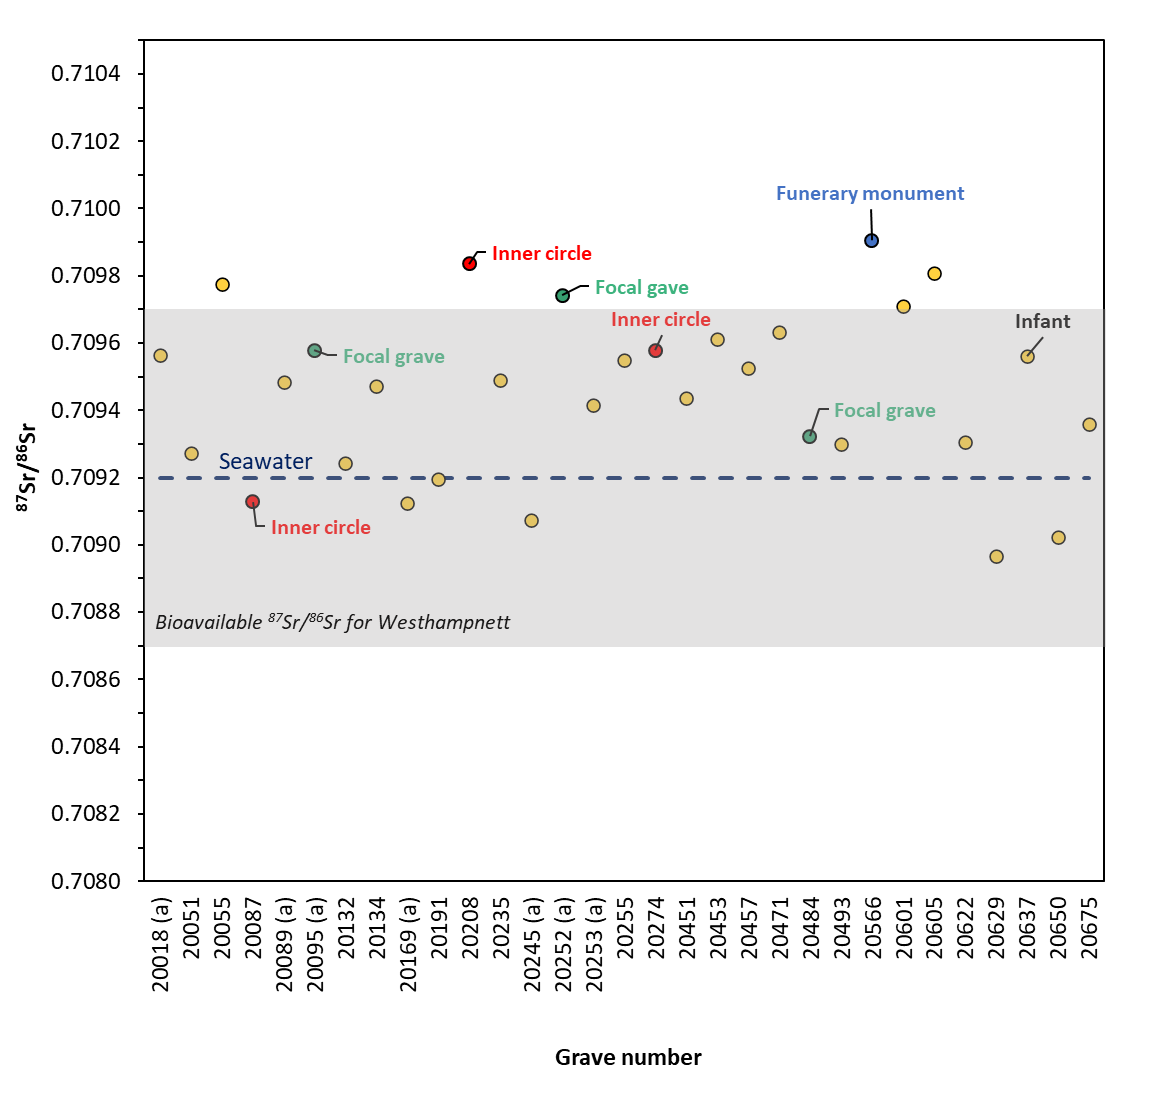 0.7104
0.7102
0.7100
Funerary monument
Inner circle
0.7098
Focal gave
Inner circle
Infant
0.7096
Focal grave
0.7094
Focal grave
⁸⁷Sr/⁸⁶Sr
Seawater
0.7092
Inner circle
0.7090
0.7088
Bioavailable ⁸⁷Sr/⁸⁶Sr for Westhampnett
0.7086
0.7084
0.7082
0.7080
20018 (a)
20051
20055
20087
20089 (a)
20095 (a)
20132
20134
20169 (a)
20191
20208
20235
20245 (a)
20252 (a)
20253 (a)
20255
20274
20451
20453
20457
20471
20484
20493
20566
20601
20605
20622
20629
20637
20650
20675
Grave number